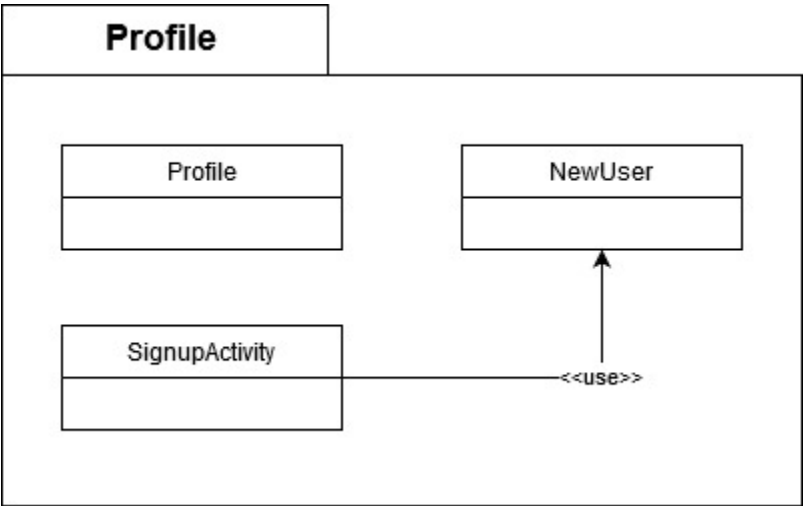 Profile
Profile
NewUser
SignupActivity
<<use>>